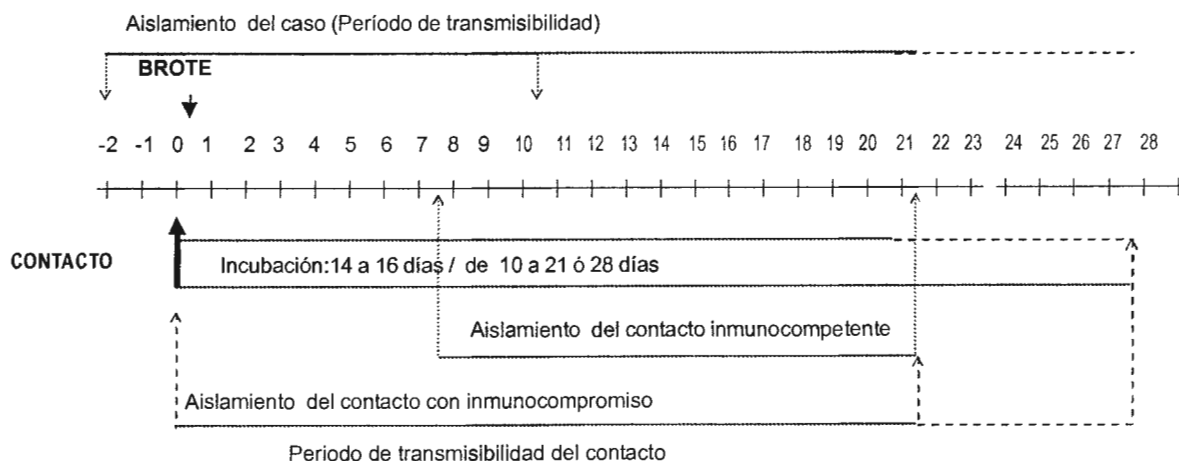 Aislamiento del caso (Período de transmisibilidad)
BROTE
-2 -1 0 1 2 3 4 5 6 7 8 9 10 11 12 13 14 15 16 17 18 19 20 21 22 23 24 25 26 27 28
CONTACTO
Incubación:14 a 16 días / de 10 a 21 ó 28 días
Aislamiento del contacto inmunocompetente
Aislamiento del contacto con inmunocompromiso
Periodo de transmisibilidad del contacto